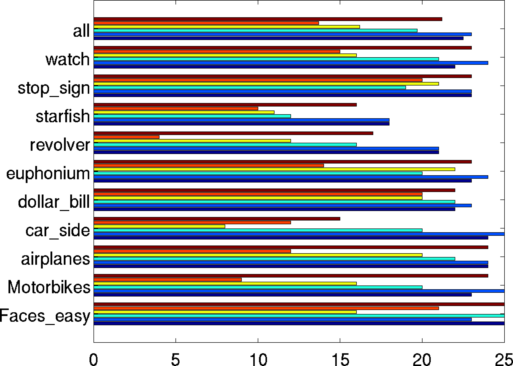 all
watch
stop_sign
starfish
revolver
euphonium
dollar_bill
car_side
airplanes
Motorbikes
Faces_easy
0 5 10 15 20 25